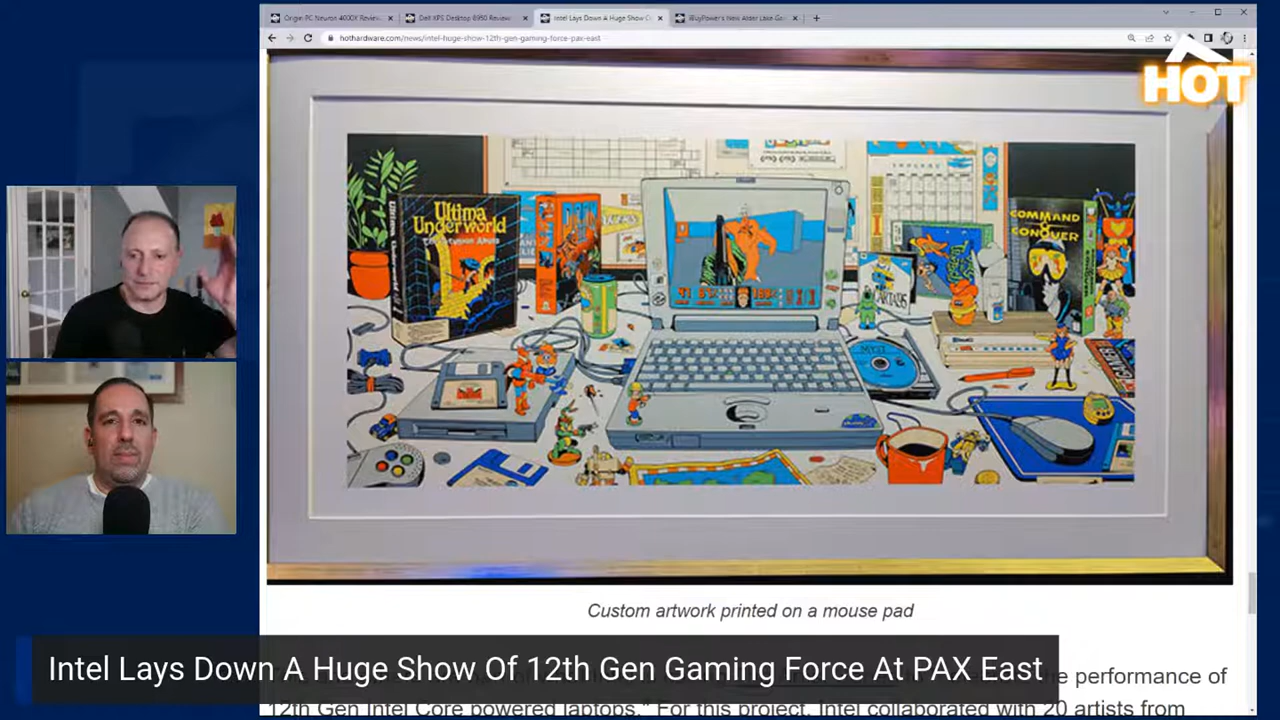 Origin PC Neuron 4000X Review
Dell XPS Desktop 8950 Review
Intel Lays Down A Huge Show O
iBuyPower's New Alder Lake Ga
hothardware.com/news/intel-huge-show-12th-gen-gaming-force-pax-east
HOT
Ultima
Underworld
The Stygian Abyss
COMMAND
& CONQUER
MYST
Custom artwork printed on a mouse pad
Intel Lays Down A Huge Show Of 12th Gen Gaming Force At PAX East
the performance of
12th Gen Intel Core powered laptops." For this project, Intel collaborated with 20 artists from